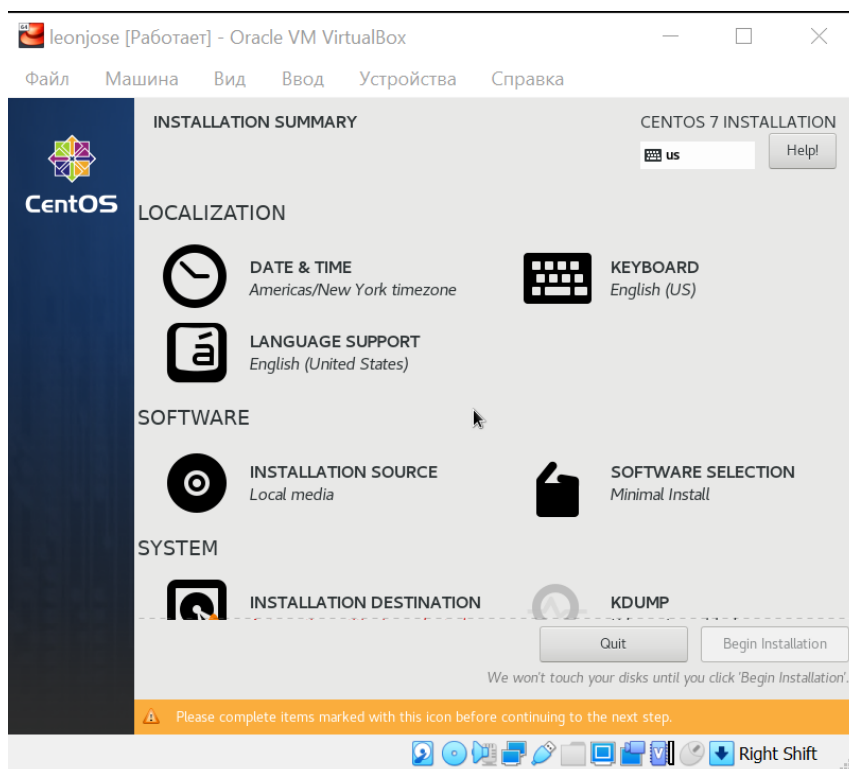 leonjose [Работает] - Oracle VM VirtualBox
Файл Машина Вид Ввод Устройства Справка
INSTALLATION SUMMARY
CENTOS 7 INSTALLATION
us
Help!
CentOS
LOCALIZATION
DATE & TIME
Americas/New York timezone
KEYBOARD
English (US)
LANGUAGE SUPPORT
English (United States)
SOFTWARE
INSTALLATION SOURCE
Local media
SOFTWARE SELECTION
Minimal Install
SYSTEM
INSTALLATION DESTINATION
KDUMP
Quit
Begin Installation
We won't touch your disks until you click 'Begin Installation'.
Please complete items marked with this icon before continuing to the next step.
Right Shift